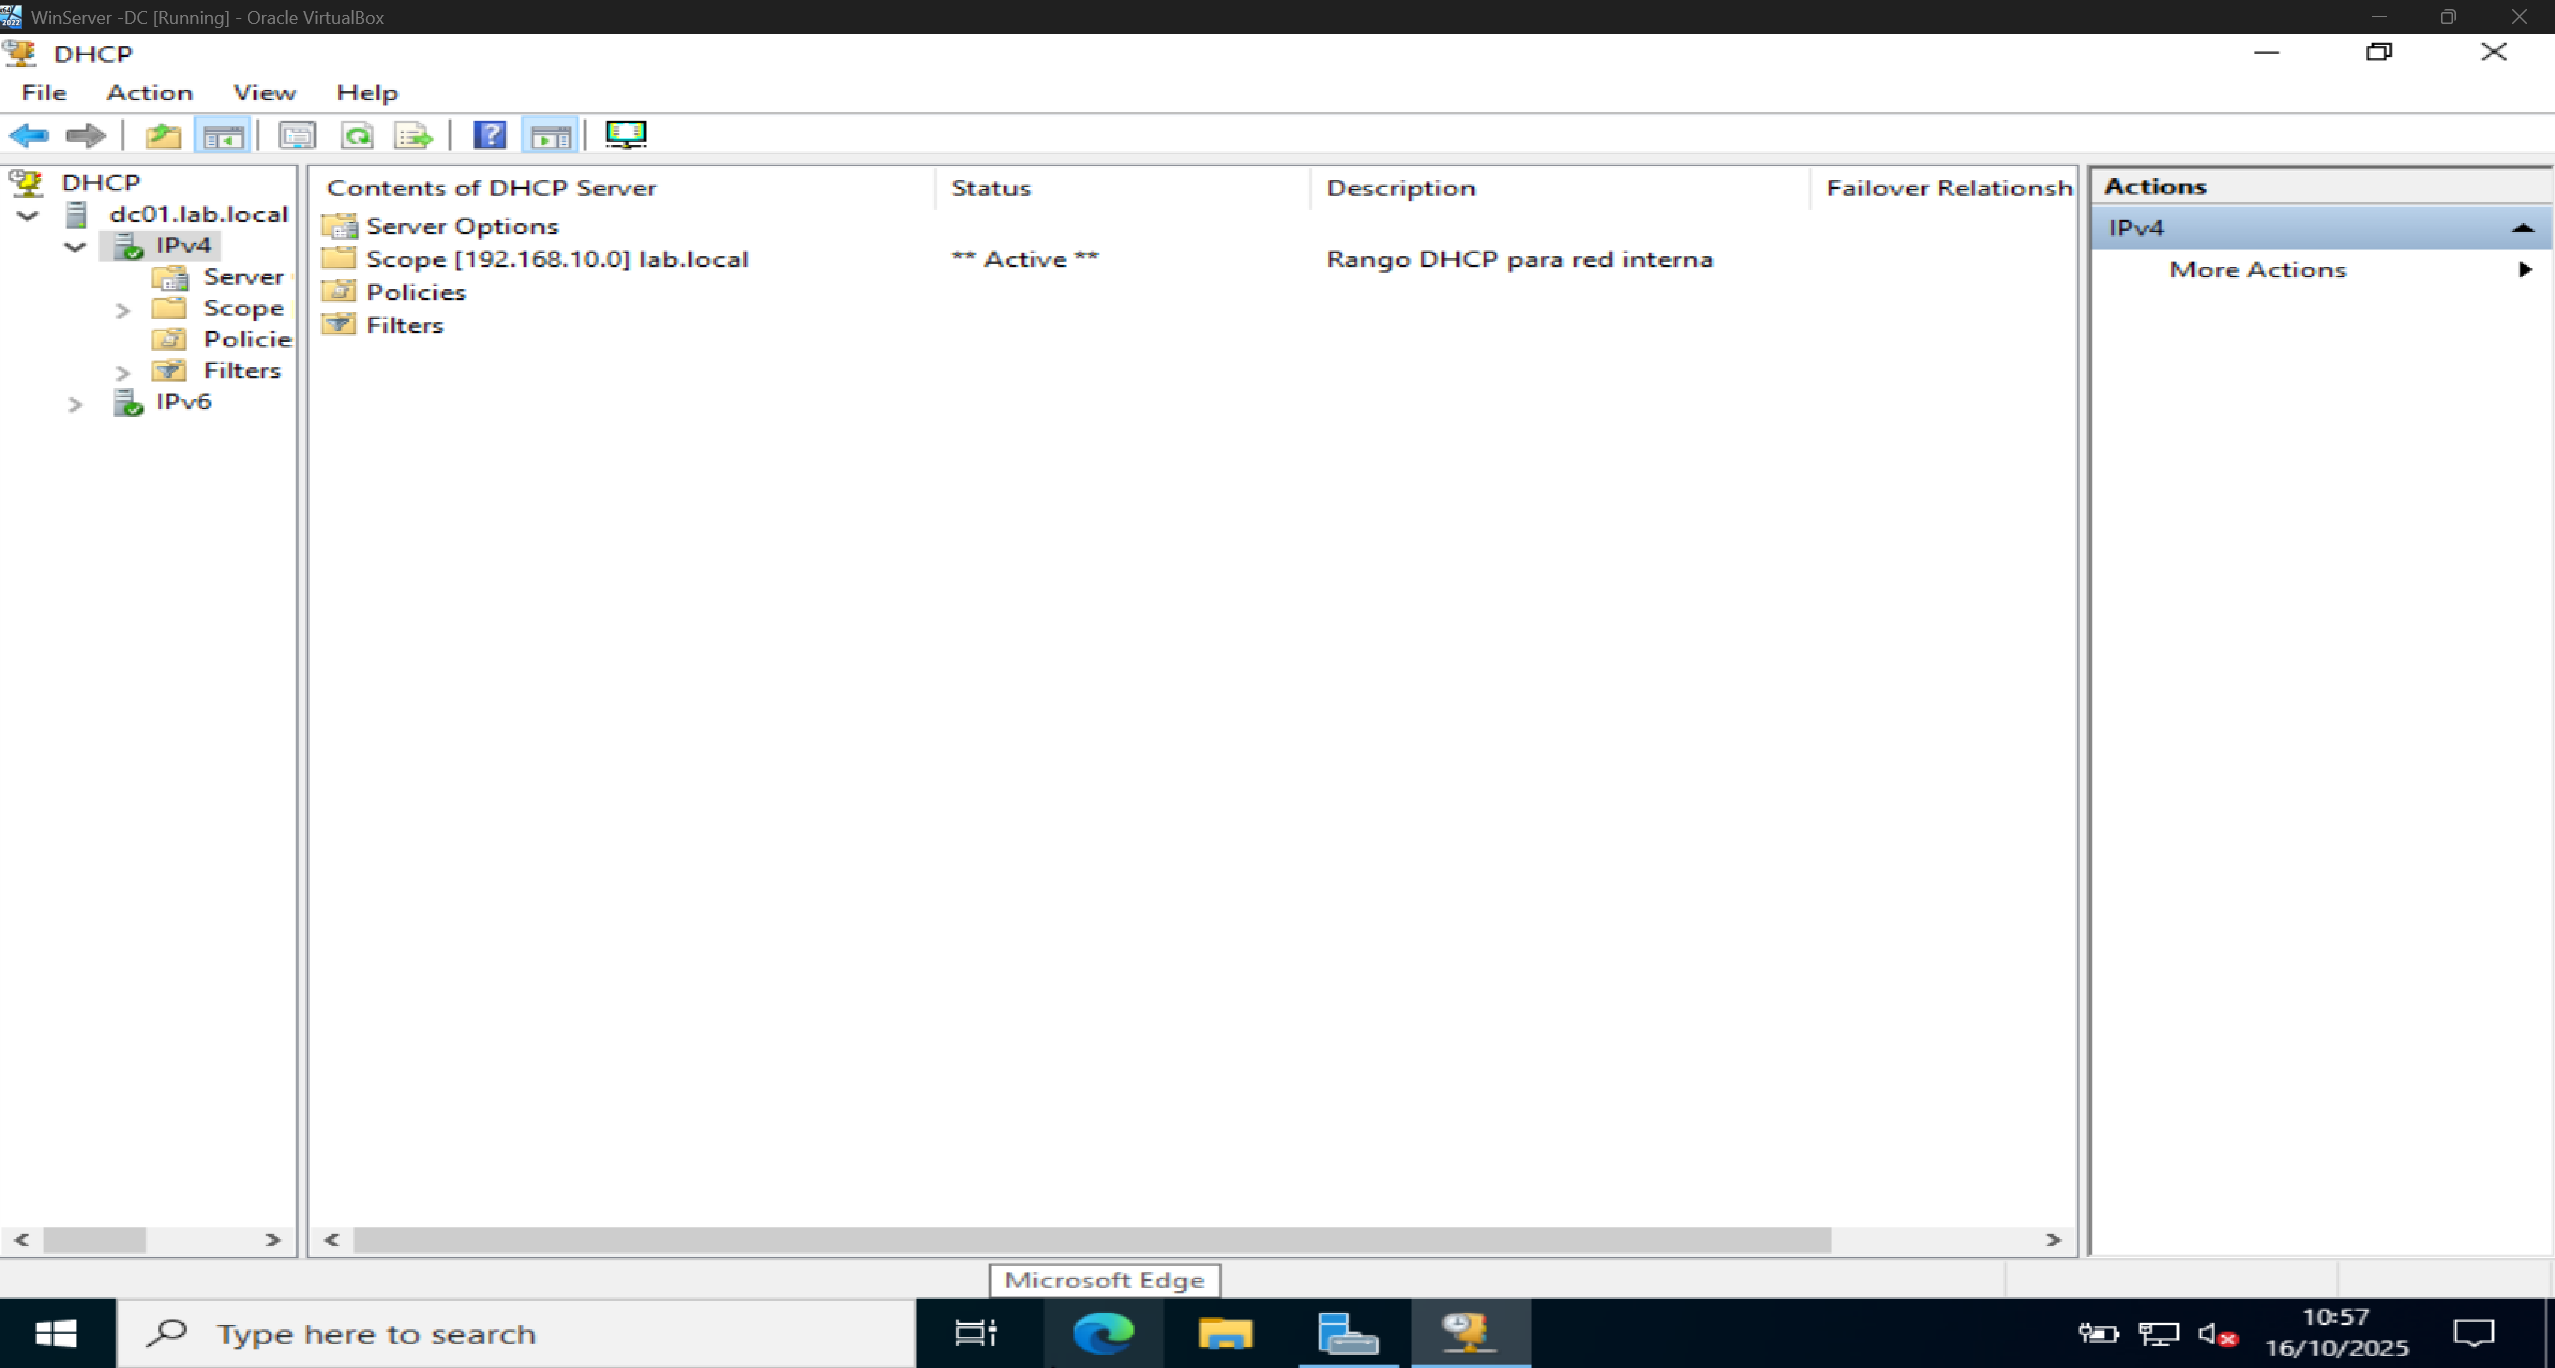 WinServer -DC [Running] - Oracle VirtualBox
DHCP
File Action View Help
DHCP
dc01.lab.local
IPv4
Server
Scope
Policie
Filters
IPv6
Contents of DHCP Server Status Description Failover Relationsh
Server Options
Scope [192.168.10.0] lab.local ** Active ** Rango DHCP para red interna
Policies
Filters
Actions
IPv4
More Actions
Microsoft Edge
Type here to search
10:57
16/10/2025